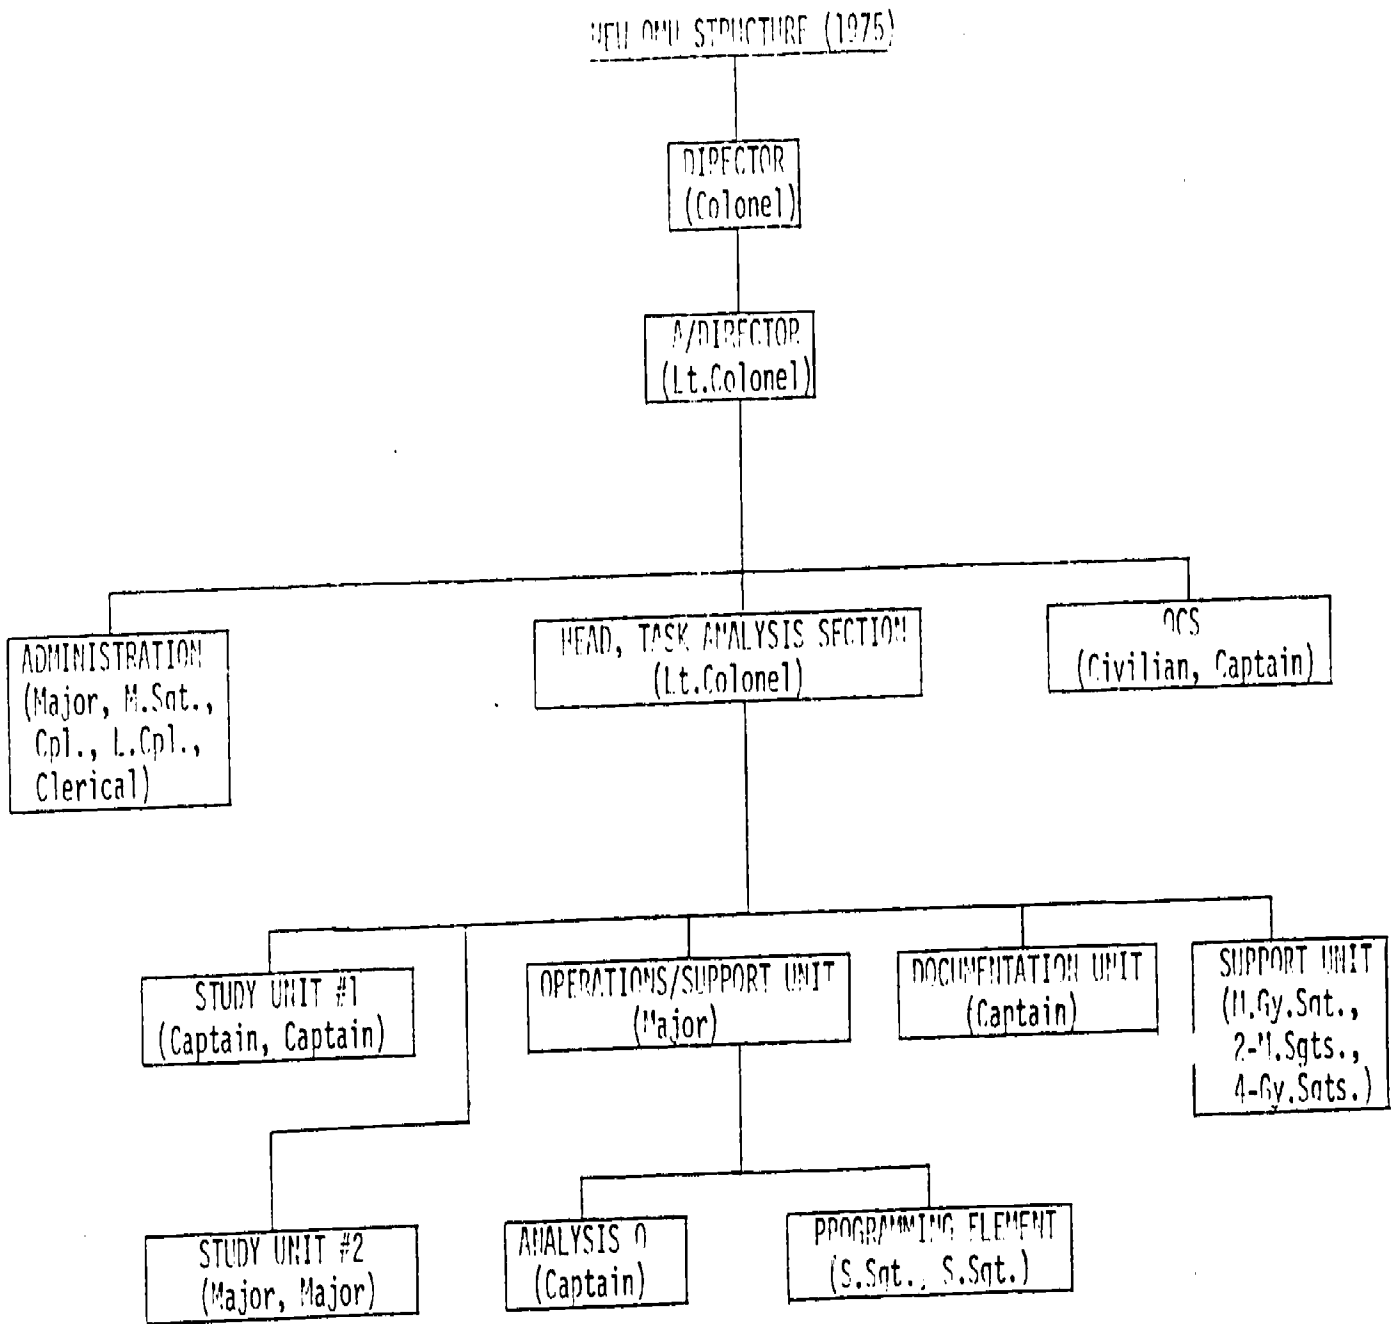 NEW OMU STRUCTURE (1975)
DIRECTOR
(Colonel)
A/DIRECTOR
(Lt.Colonel)
ADMINISTRATION
(Major, M.Sgt.,
Cpl., L.Cpl.,
Clerical)
HEAD, TASK ANALYSIS SECTION
(Lt.Colonel)
OCS
(Civilian, Captain)
STUDY UNIT #1
(Captain, Captain)
OPERATIONS/SUPPORT UNIT
(Major)
DOCUMENTATION UNIT
(Captain)
SUPPORT UNIT
(M.Gy.Sgt.,
2-M.Sgts.,
4-Gy.Sgts.)
STUDY UNIT #2
(Major, Major)
ANALYSIS O
(Captain)
PROGRAMMING ELEMENT
(S.Sgt., S.Sgt.)